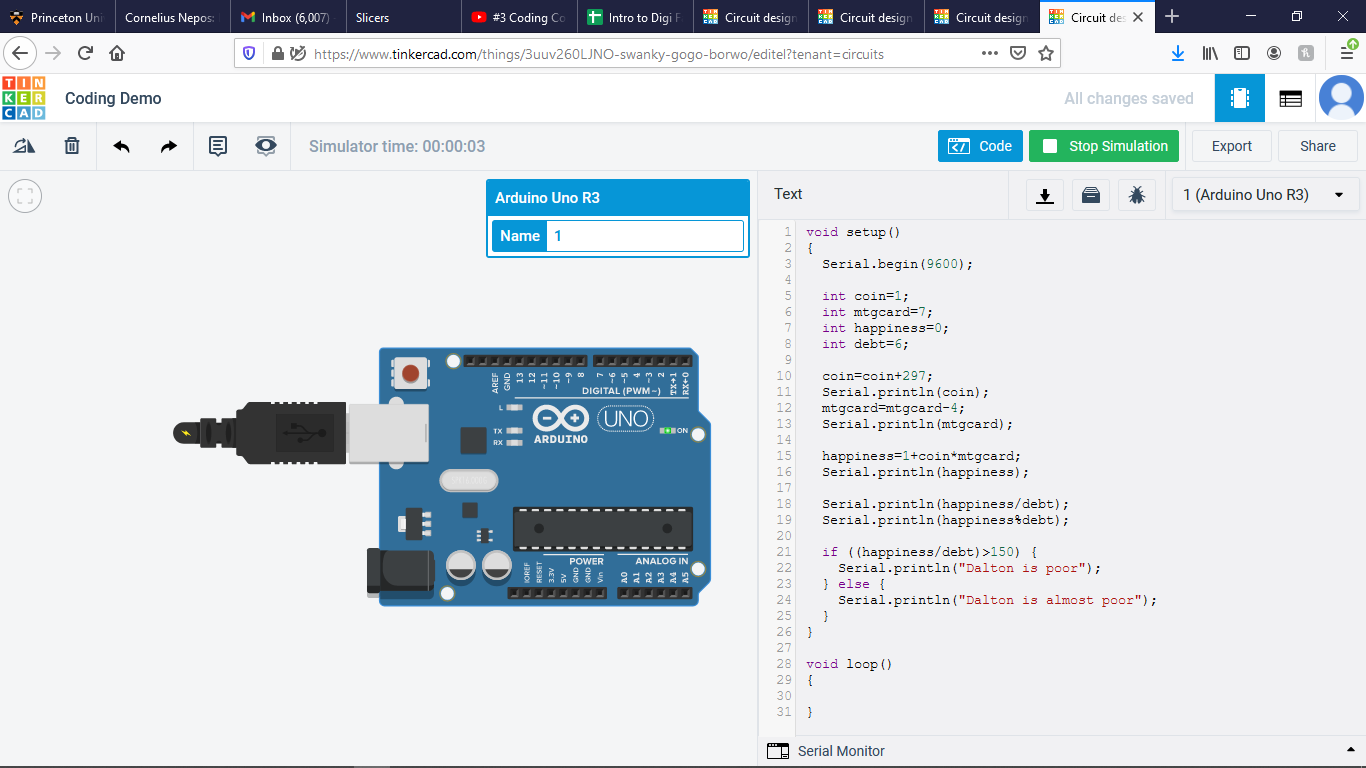 Princeton Uni
Cornelius Nepos:
Inbox (6,007)
Slicers
#3 Coding Co
Intro to Digi F
Circuit design
Circuit design
Circuit design
Circuit des
https://www.tinkercad.com/things/3uuv260LJNO-swanky-gogo-borwo/editel?tenant=circuits
TIN
KER
CAD
Coding Demo
All changes saved
Simulator time: 00:00:03
Code
Stop Simulation
Export
Share
Arduino Uno R3
Name 1
Text
1 (Arduino Uno R3)
AREF GND 13 12 ~11 ~10 ~9 8 7 ~6 ~5 ~4 ~3 2 TX→1 RX←0
DIGITAL (PWM~)
L
TX
RX
ARDUINO
UNO
ON
POWER
ANALOG IN
IOREF RESET 3.3V 5V GND GND Vin A0 A1 A2 A3 A4 A5
1 void setup()
2 {
3 Serial.begin(9600);
4
5 int coin=1;
6 int mtgcard=7;
7 int happiness=0;
8 int debt=6;
9
10 coin=coin+297;
11 Serial.println(coin);
12 mtgcard=mtgcard-4;
13 Serial.println(mtgcard);
14
15 happiness=1+coin*mtgcard;
16 Serial.println(happiness);
17
18 Serial.println(happiness/debt);
19 Serial.println(happiness%debt);
20
21 if ((happiness/debt)>150) {
22 Serial.println("Dalton is poor");
23 } else {
24 Serial.println("Dalton is almost poor");
25 }
26 }
27
28 void loop()
29 {
30
31 }
Serial Monitor